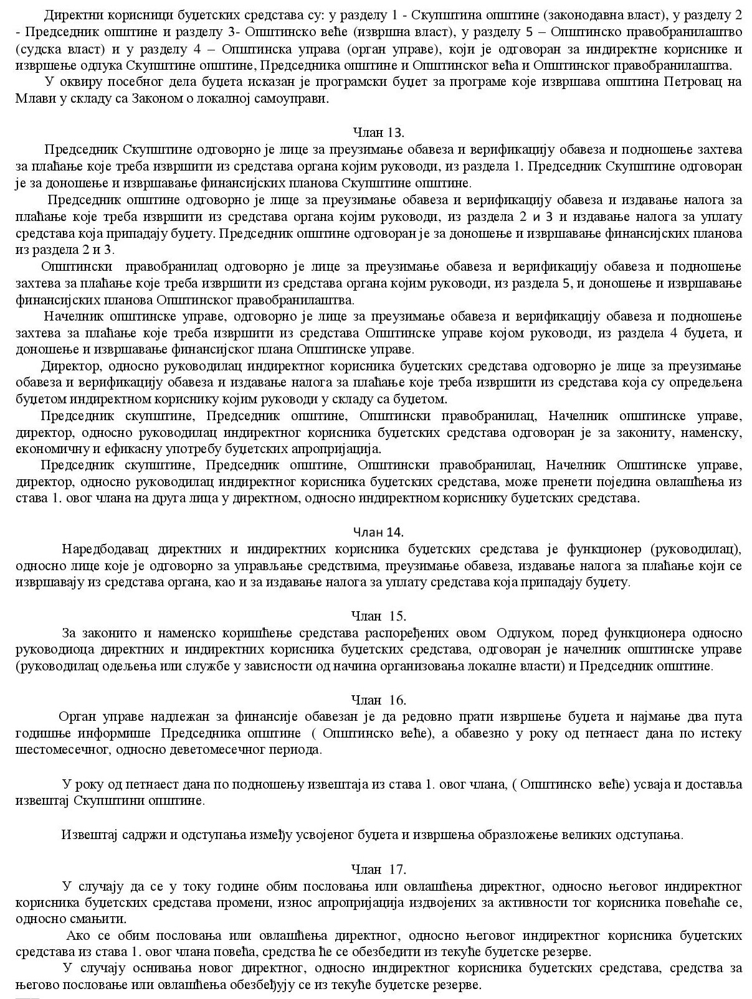 Директни корисници буџетских средстава су: у разделу 1 - Скупштина општине (законодавна власт), у разделу 2
- Председник општине и разделу 3- Општинско веће (извршна власт), у разделу 5 – Општинско правобранилаштво
(судска власт) и у разделу 4 – Општинска управа (орган управе), који је одговоран за индиректне кориснике и
извршење одлука Скупштине општине, Председника општине и Општинског већа и Општинског правобранилаштва.
У оквиру посебног дела буџета исказан је програмски буџет за програме које извршава општина Петровац на
Млави у складу са Законом о локалној самоуправи.
Члан 13.
Председник Скупштине одговорно је лице за преузимање обавеза и верификацију обавеза и подношење захтева
за плаћање које треба извршити из средстава органа којим руководи, из раздела 1. Председник Скупштине одговоран
је за доношење и извршавање финансијских планова Скупштине општине.
Председник општине одговорно је лице за преузимање обавеза и верификацију обавеза и издавање налога за
плаћање које треба извршити из средстава органа којим руководи, из раздела 2 и 3 и издавање налога за уплату
средстава која припадају буџету. Председник општине одговоран је за доношење и извршавање финансијских планова
из раздела 2 и 3.
Општински правобранилац одговорно је лице за преузимање обавеза и верификацију обавеза и подношење
захтева за плаћање које треба извршити из средстава органа којим руководи, из раздела 5, и доношење и извршавање
финансијских планова Општинског правобранилаштва.
Начелник општинске управе, одговорно је лице за преузимање обавеза и верификацију обавеза и подношење
захтева за плаћање које треба извршити из средстава Општинске управе којом руководи, из раздела 4 буџета, и
доношење и извршавање финансијског плана Општинске управе.
Директор, односно руководилац индиректног корисника буџетских средстава одговорно је лице за преузимање
обавеза и верификацију обавеза и издавање налога за плаћање које треба извршити из средстава која су опредељена
буџетом индиректном кориснику којим руководи у складу са буџетом.
Председник скупштине, Председник општине, Општински правобранилац, Начелник општинске управе,
директор, односно руководилац индиректног корисника буџетских средстава одговоран је за закониту, наменску,
економичну и ефикасну употребу буџетских апропријација.
Председник скупштине, Председник општине, Општински правобранилац, Начелник Општинске управе,
директор, односно руководилац индиректног корисника буџетских средстава, може пренети поједина овлашћења из
става 1. овог члана на друга лица у директном, односно индиректном кориснику буџетских средстава.
Члан 14.
Наредбодавац директних и индиректних корисника буџетских средстава је функционер (руководилац),
односно лице које је одговорно за управљање средствима, преузимање обавеза, издавање налога за плаћање који се
извршавају из средстава органа, као и за издавање налога за уплату средстава која припадају буџету.
Члан 15.
За законито и наменско коришћење средстава распоређених овом Одлуком, поред функционера односно
руководиоца директних и индиректних корисника буџетских средстава, одговоран је начелник општинске управе
(руководилац одељења или службе у зависности од начина организовања локалне власти) и Председник општине.
Члан 16.
Орган управе надлежан за финансије обавезан је да редовно прати извршење буџета и најмање два пута
годишње информише Председника општине ( Општинско веће), а обавезно у року од петнаест дана по истеку
шестомесечног, односно деветомесечног периода.
У року од петнаест дана по подношењу извештаја из става 1. овог члана, ( Општинско веће) усваја и доставља
извештај Скупштини општине.
Извештај садржи и одступања између усвојеног буџета и извршења образложење великих одступања.
Члан 17.
У случају да се у току године обим пословања или овлашћења директног, односно његовог индиректног
корисника буџетских средстава промени, износ апропријација издвојених за активности тог корисника повећаће се,
односно смањити.
Ако се обим пословања или овлашћења директног, односно његовог индиректног корисника буџетских
средстава из става 1. овог члана повећа, средства ће се обезбедити из текуће буџетске резерве.
У случају оснивања новог директног, односно индиректног корисника буџетских средстава, средства за
његово пословање или овлашћења обезбеђују се из текуће буџетске резерве.